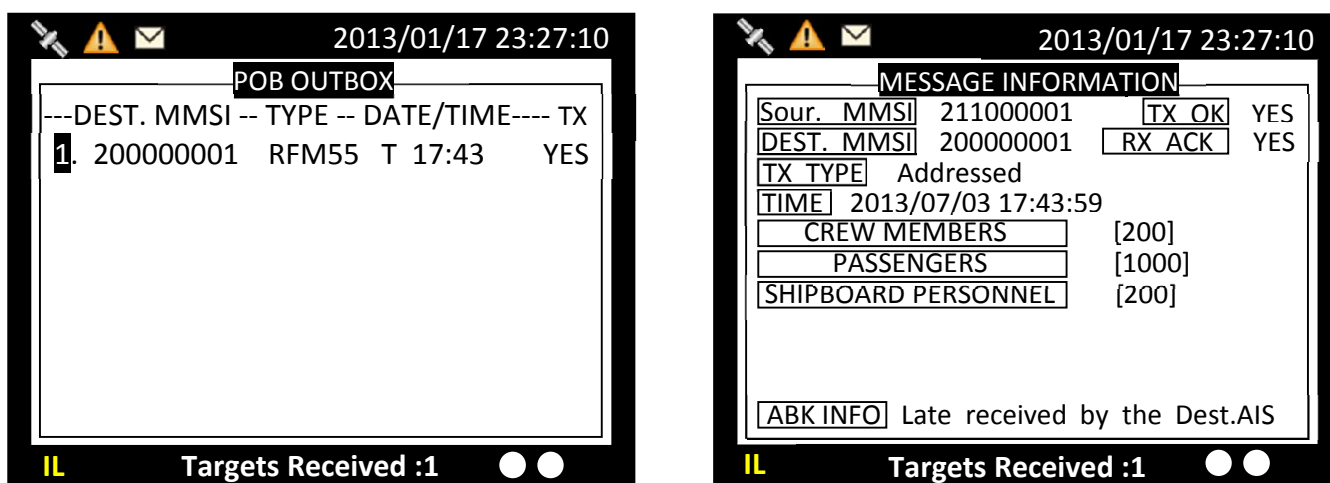 2013/01/17 23:27:10
POB OUTBOX
---DEST. MMSI -- TYPE -- DATE/TIME---- TX
1. 200000001 RFM55 T 17:43 YES
IL Targets Received :1
2013/01/17 23:27:10
MESSAGE INFORMATION
Sour. MMSI 211000001 TX OK YES
DEST. MMSI 200000001 RX ACK YES
TX TYPE Addressed
TIME 2013/07/03 17:43:59
CREW MEMBERS [200]
PASSENGERS [1000]
SHIPBOARD PERSONNEL [200]
ABK INFO Late received by the Dest.AIS
IL Targets Received :1